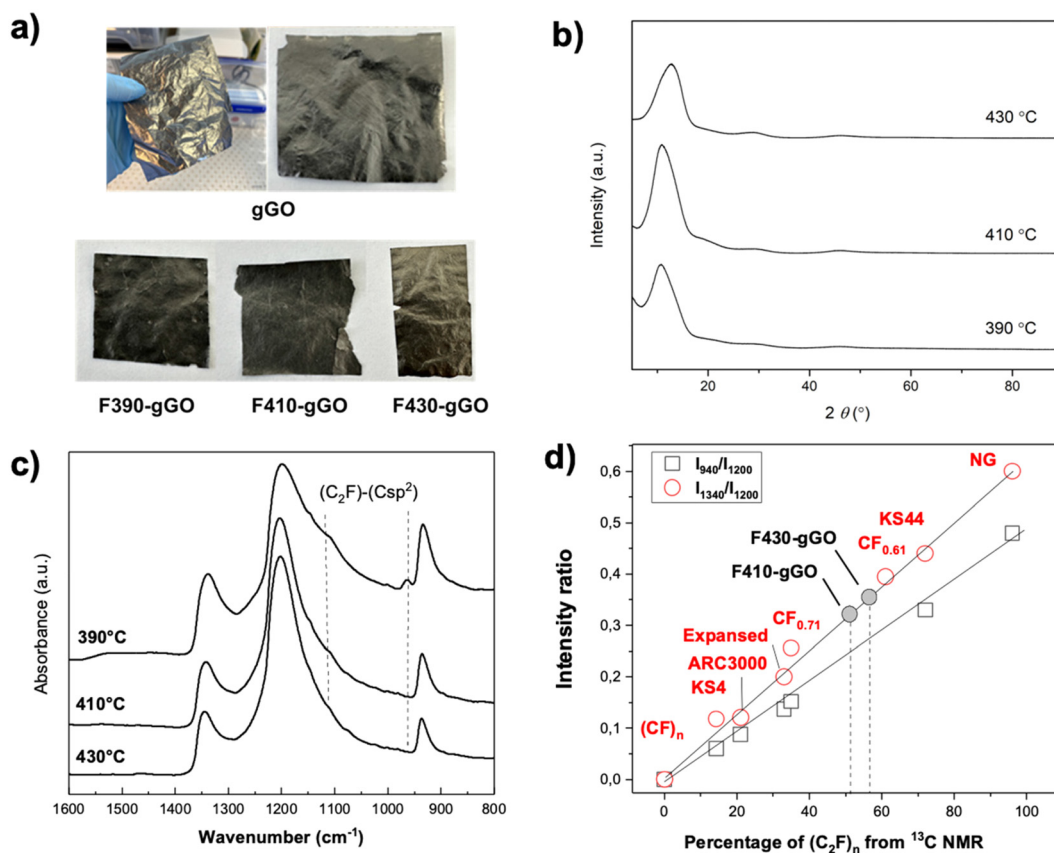 a)
gGO
F390-gGO F410-gGO F430-gGO
b)
Intensity (a.u.)
430 °C
410 °C
390 °C
20 40 60 80
2 θ (°)
c)
Absorbance (a.u.)
(C₂F)-(Csp²)
390°C
410°C
430°C
1600 1500 1400 1300 1200 1100 1000 900 800
Wavenumber (cm⁻¹)
d)
Intensity ratio
0,6
0,5
0,4
0,3
0,2
0,1
0,0
I₉₄₀/I₁₂₀₀
I₁₃₄₀/I₁₂₀₀
NG
KS44
CF₀.₆₁
F430-gGO
F410-gGO
CF₀.₇₁
Expansed
ARC3000
KS4
(CF)ₙ
0 20 40 60 80 100
Percentage of (C₂F)ₙ from ¹³C NMR